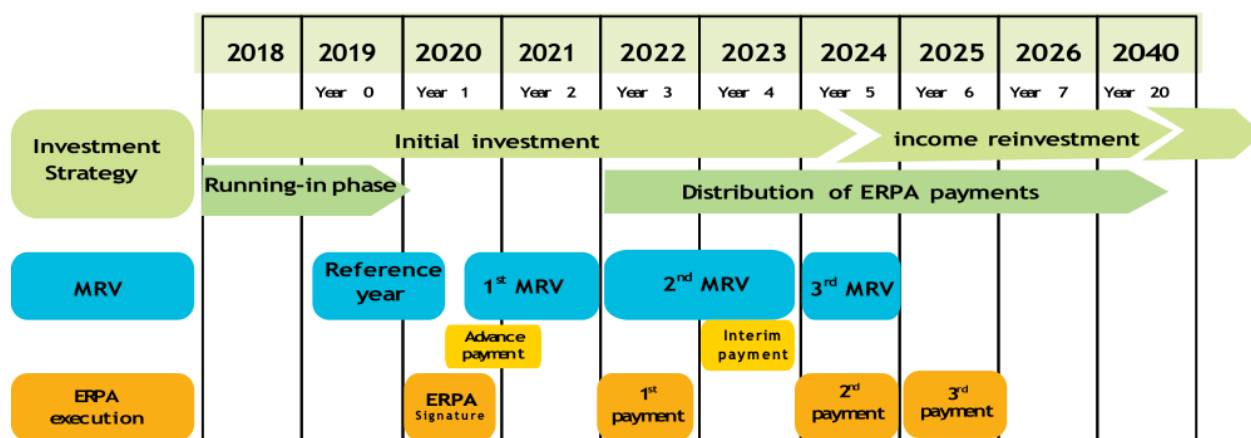 2018 2019 2020 2021 2022 2023 2024 2025 2026 2040
Year 0 Year 1 Year 2 Year 3 Year 4 Year 5 Year 6 Year 7 Year 20
Investment
Strategy
Initial investment
income reinvestment
Running-in phase
Distribution of ERPA payments
MRV
Reference
year
1st MRV
2nd MRV
3rd MRV
Advance
payment
Interim
payment
ERPA
execution
ERPA
Signature
1st
payment
2nd
payment
3rd
payment